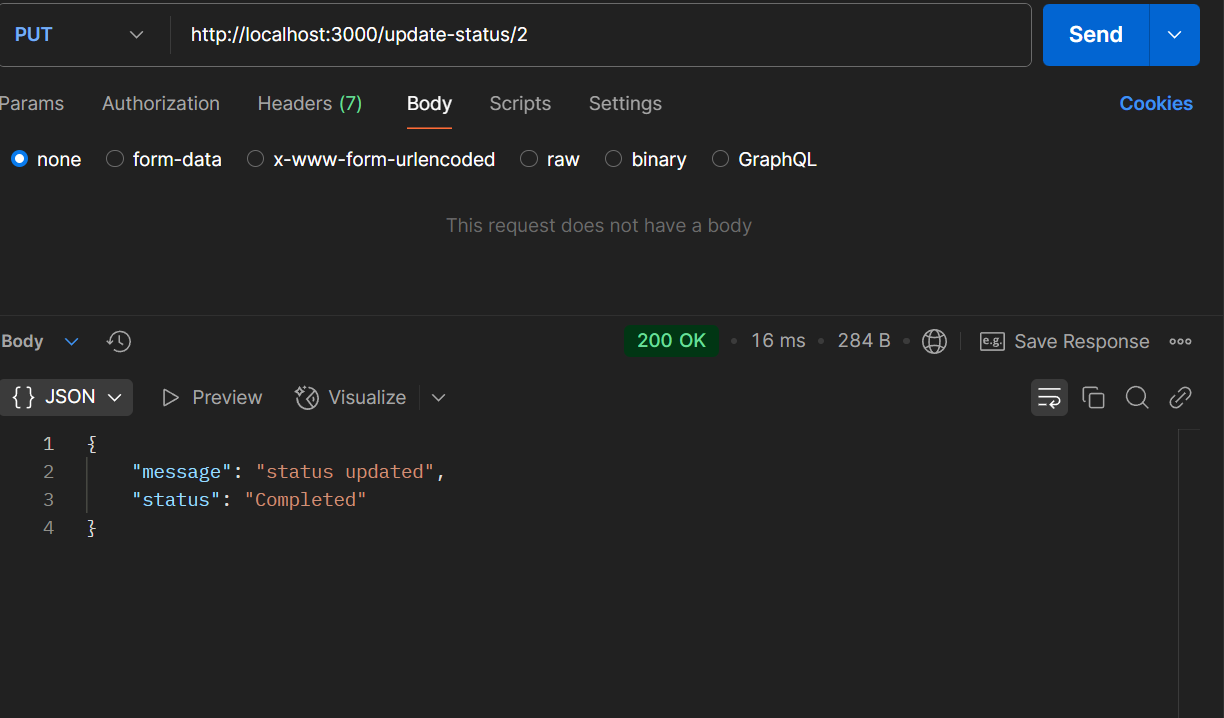 PUT http://localhost:3000/update-status/2 Send
Params Authorization Headers (7) Body Scripts Settings Cookies
none form-data x-www-form-urlencoded raw binary GraphQL
This request does not have a body
Body 200 OK • 16 ms • 284 B • e.g. Save Response
{} JSON Preview Visualize
1 {
2 "message": "status updated",
3 "status": "Completed"
4 }